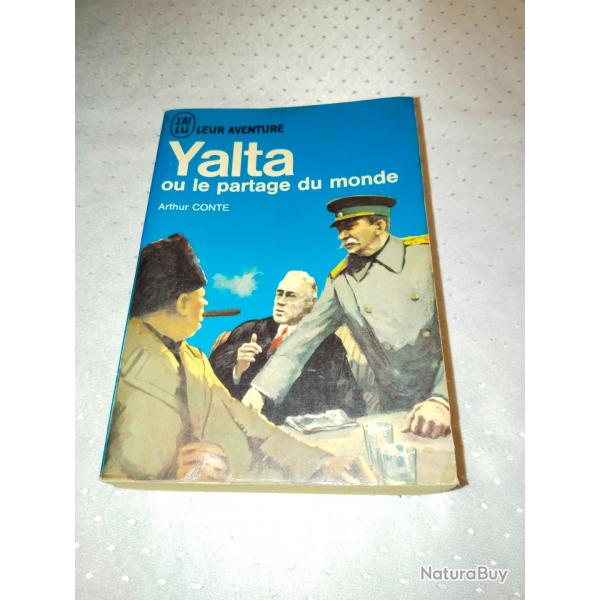 J'AI
LU
LEUR AVENTURE
Yalta
ou le partage du monde
Arthur CONTE
NaturaBuy